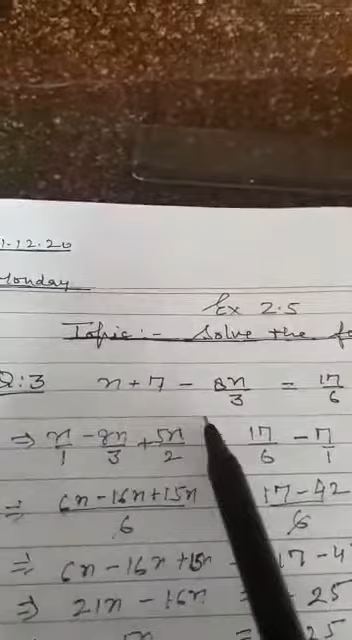 1.12.20
Monday
Ex 2.5
Topic:- Solve the fo
Q:3 x + 7 - 8x/3 = 17/6
⇒ x/1 - 8x/3 + 5x/2 17/6 - 7/1
⇒ 6x - 16x + 15x / 6 17 - 42 / 6
⇒ 6x - 16x + 15x 17 - 4
⇒ 21x - 16x = - 25
25